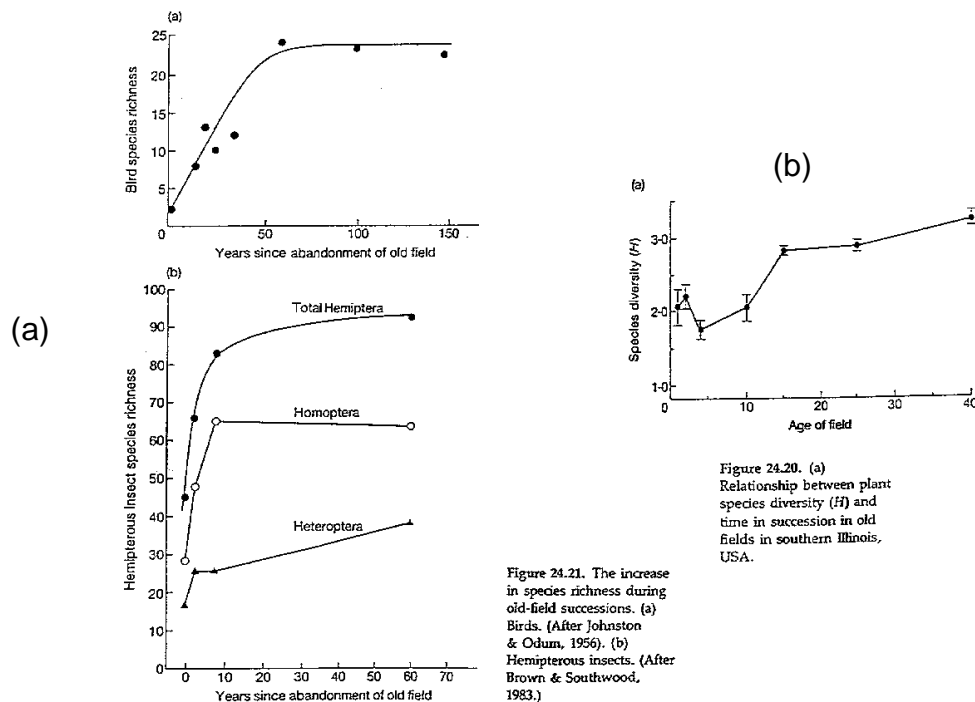 (a)
25
20
15
10
5
0
50
100
150
Bird species richness
Years since abandonment of old field
(b)
100
90
80
70
60
50
40
30
20
10
0
10
20
30
40
50
60
70
Total Hemiptera
Homoptera
Heteroptera
Hemipterous Insect species richness
Years since abandonment of old field
(a)
Figure 24.21. The increase
in species richness during
old-field successions. (a)
Birds. (After Johnston
& Odum, 1956). (b)
Hemipterous insects. (After
Brown & Southwood,
1983.)
(b)
(a)
3·0
2·0
1·0
0
10
20
30
40
Species diversity (H)
Age of field
Figure 24.20. (a)
Relationship between plant
species diversity (H) and
time in succession in old
fields in southern Illinois,
USA.